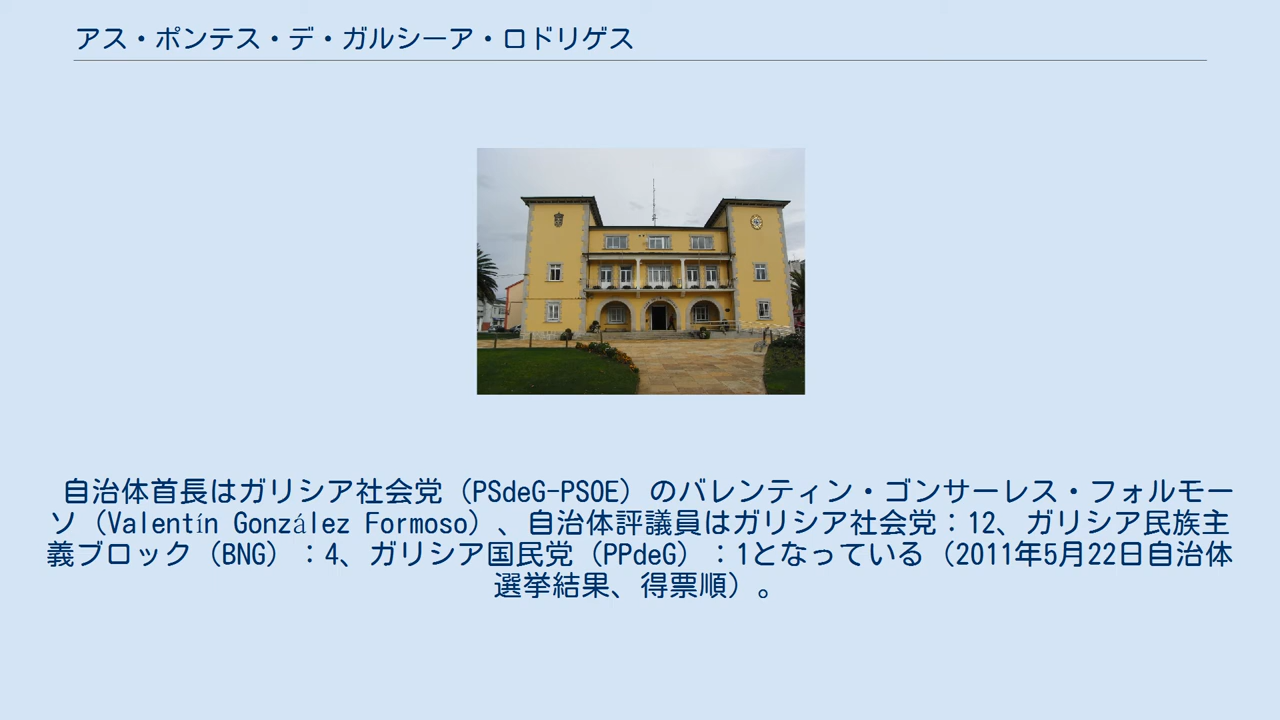 アス・ポンテス・デ・ガルシーア・ロドリゲス
自治体首長はガリシア社会党（PSdeG-PSOE）のバレンティン・ゴンサーレス・フォルモー
ソ（Valentín González Formoso）、自治体評議員はガリシア社会党：12、ガリシア民族主
義ブロック（BNG）：4、ガリシア国民党（PPdeG）：1となっている（2011年5月22日自治体
選挙結果、得票順）。